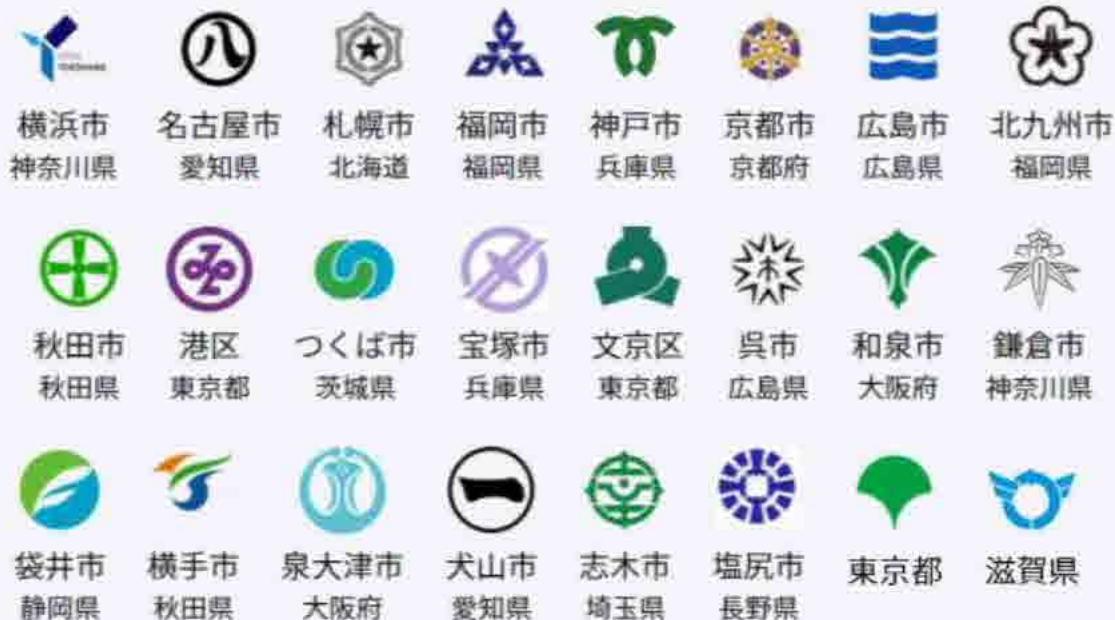 横浜市 名古屋市 札幌市 福岡市 神戸市 京都市 広島市 北九州市
神奈川県 愛知県 北海道 福岡県 兵庫県 京都府 広島県 福岡県
秋田市 港区 つくば市 宝塚市 文京区 呉市 和泉市 鎌倉市
秋田県 東京都 茨城県 兵庫県 東京都 広島県 大阪府 神奈川県
袋井市 横手市 泉大津市 犬山市 志木市 塩尻市 東京都 滋賀県
静岡県 秋田県 大阪府 愛知県 埼玉県 長野県